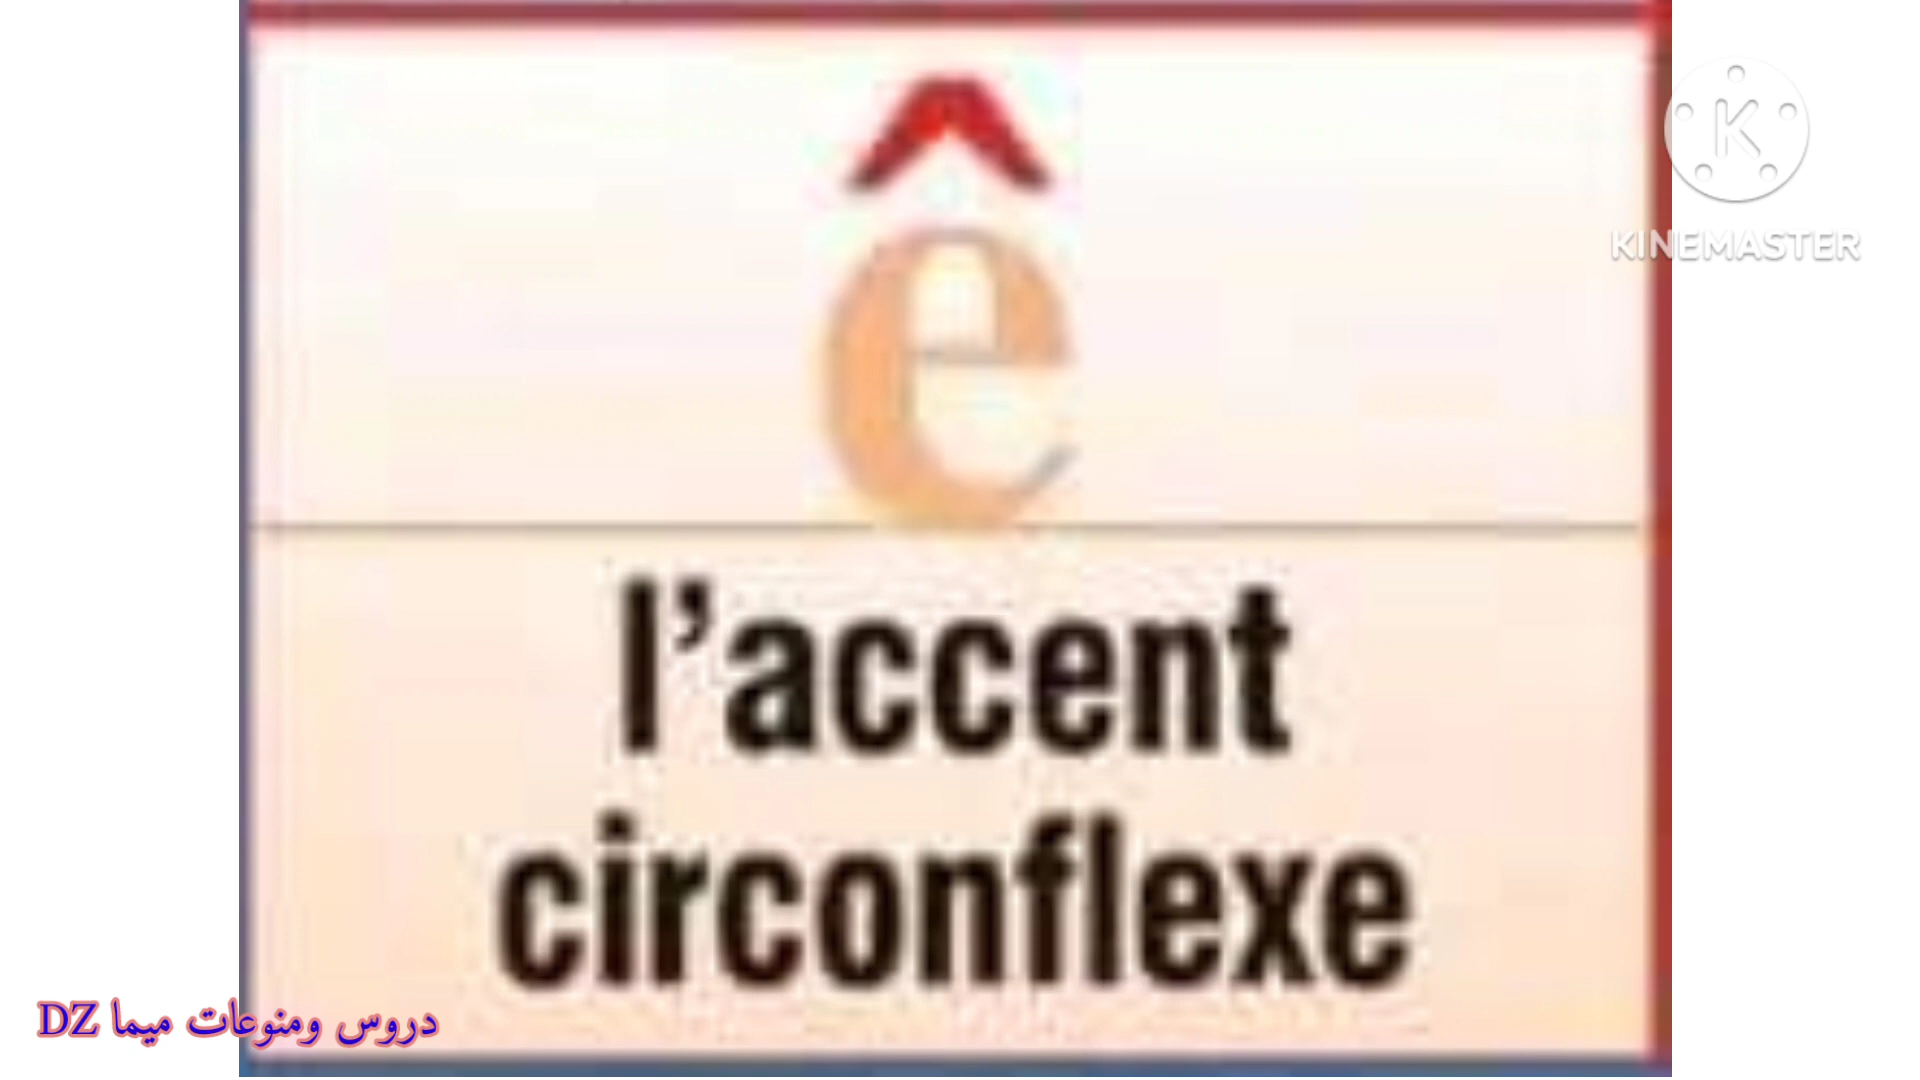 ê
K
KINEMASTER
l’accent
circonflexe
دروس ومنوعات ميما DZ